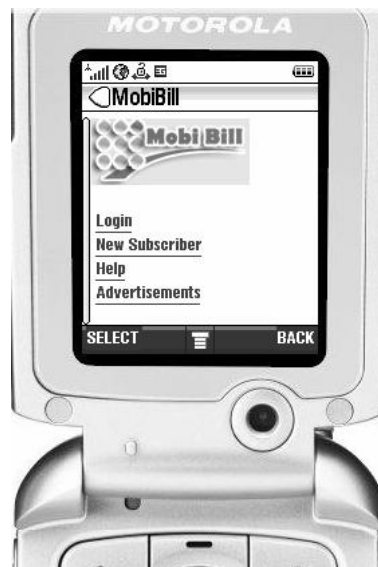 MOTOROLA
MobiBill
Mobi Bill
Login
New Subscriber
Help
Advertisements
SELECT BACK